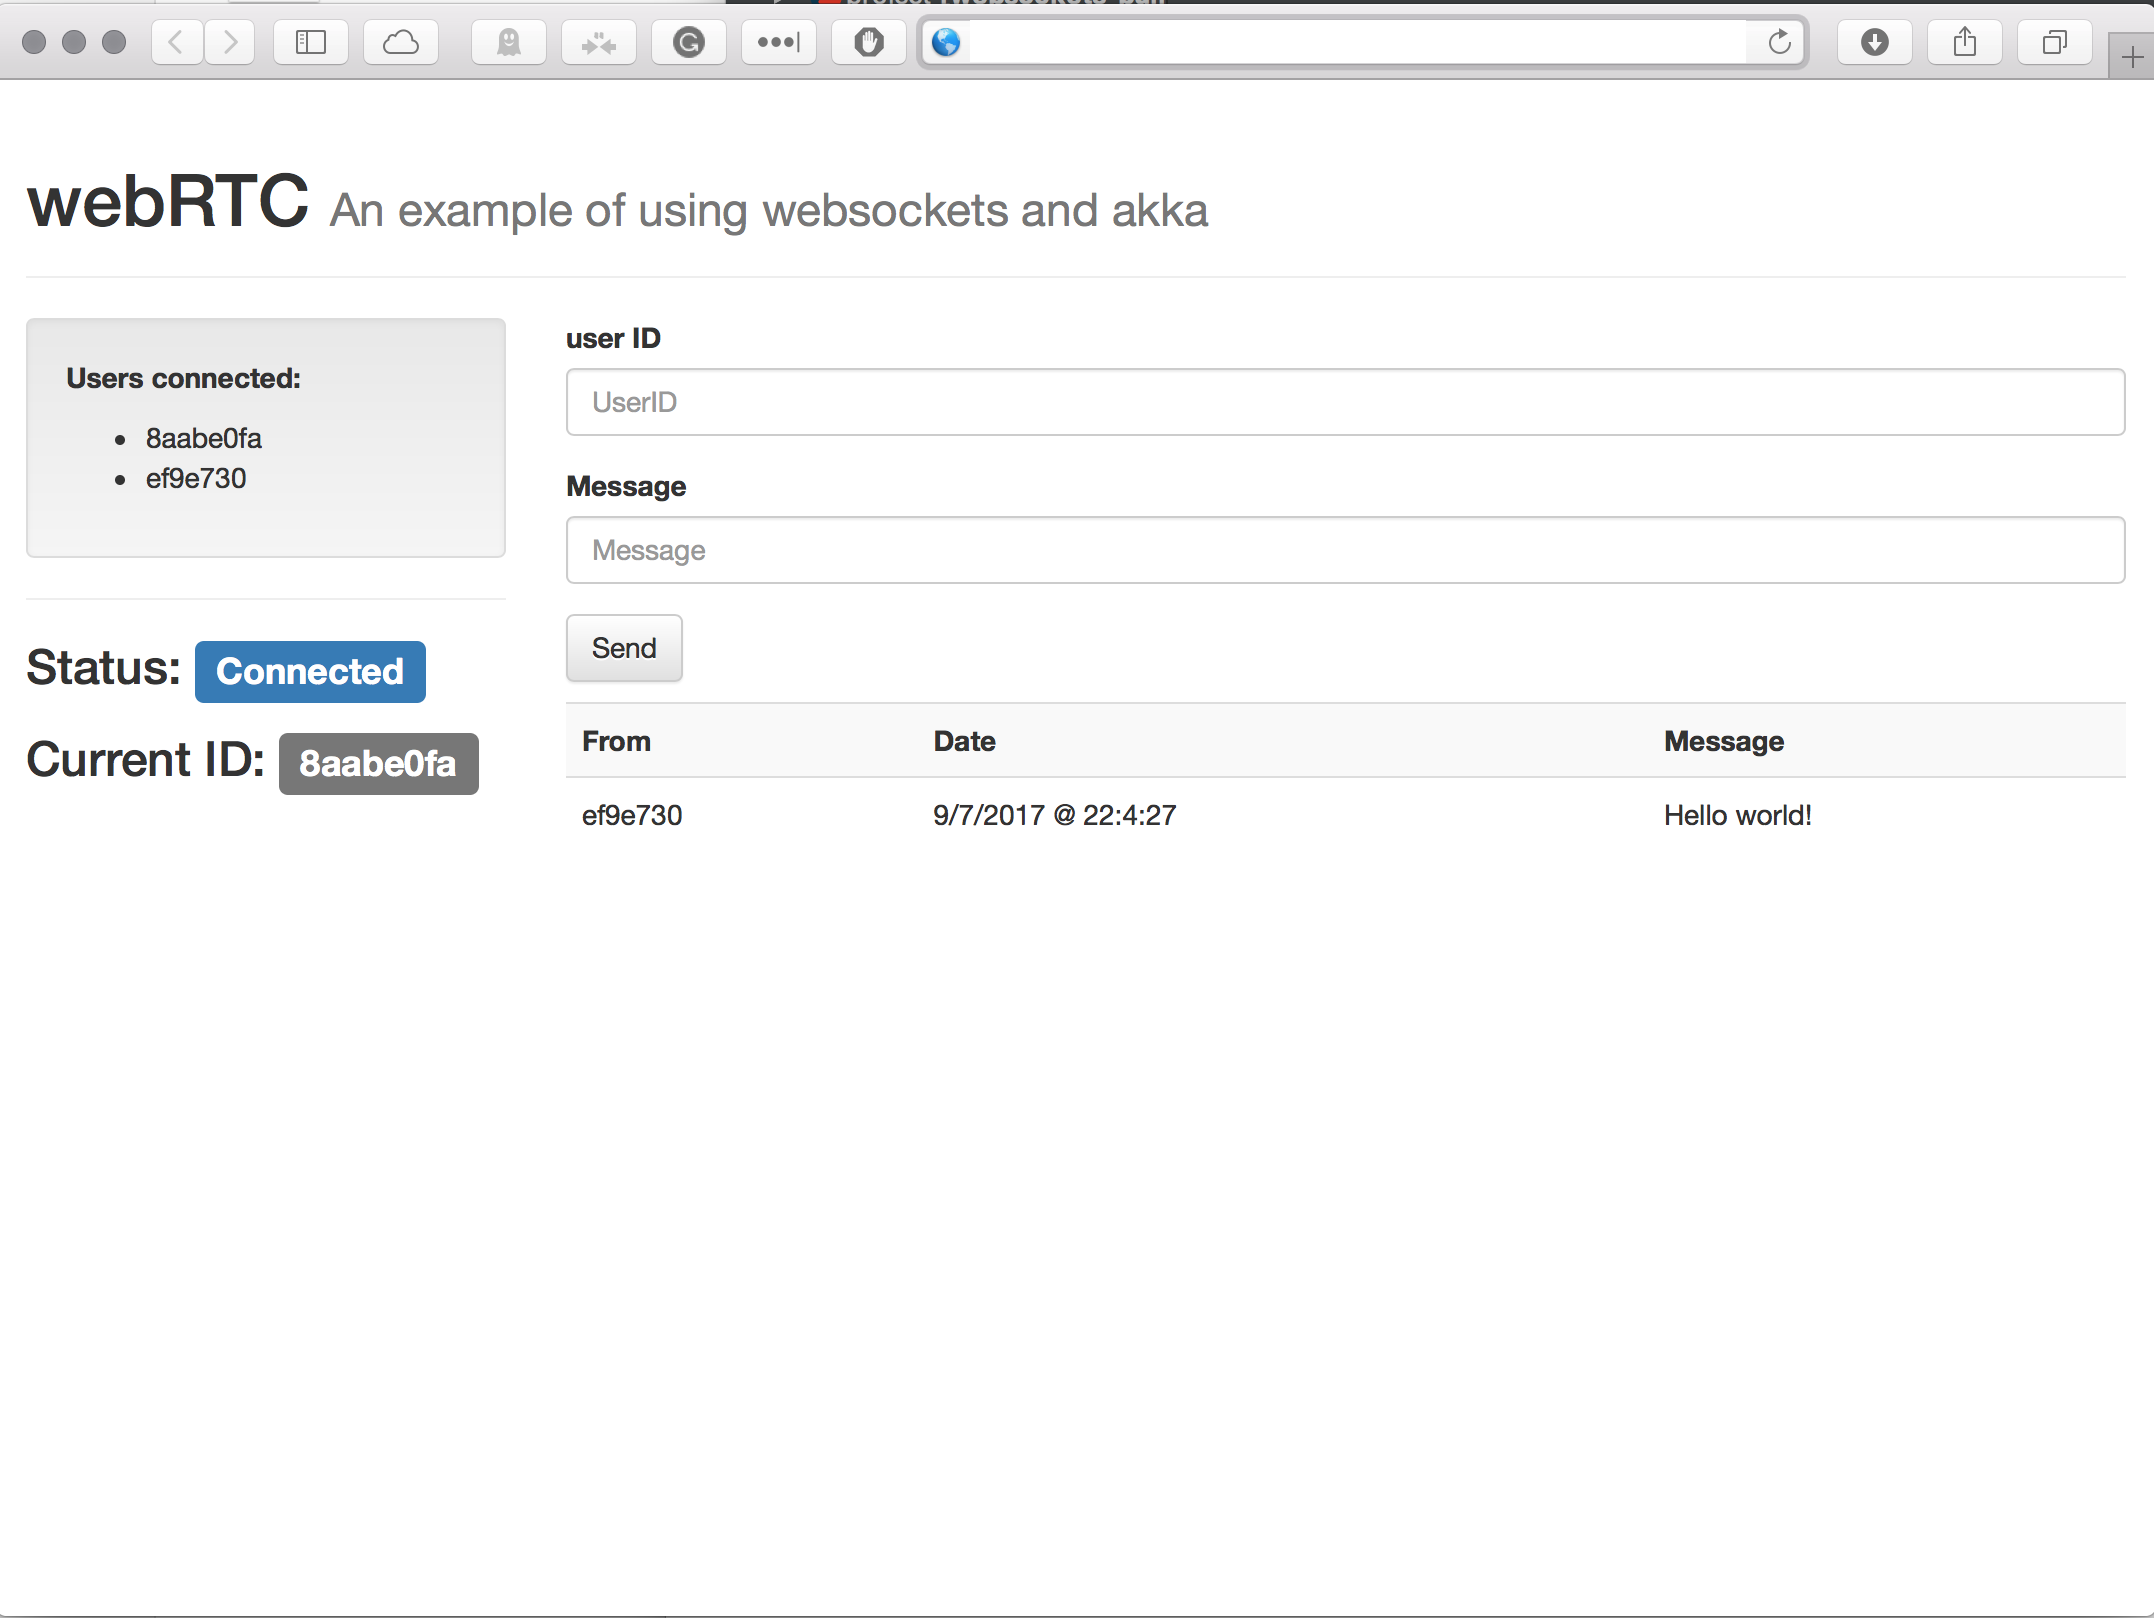 webRTC An example of using websockets and akka
Users connected:
8aabe0fa
ef9e730
Status: Connected
Current ID: 8aabe0fa
user ID
UserID
Message
Message
Send
From Date Message
ef9e730 9/7/2017 @ 22:4:27 Hello world!